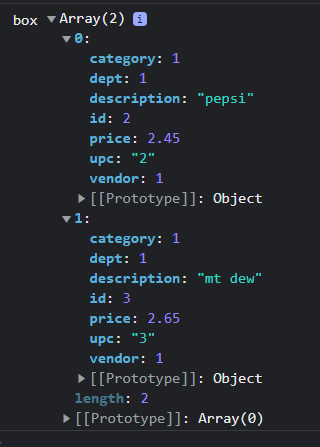 box ▼Array(2) i
▼0:
category: 1
dept: 1
description: "pepsi"
id: 2
price: 2.45
upc: "2"
vendor: 1
▶[[Prototype]]: Object
▼1:
category: 1
dept: 1
description: "mt dew"
id: 3
price: 2.65
upc: "3"
vendor: 1
▶[[Prototype]]: Object
length: 2
▶[[Prototype]]: Array(0)